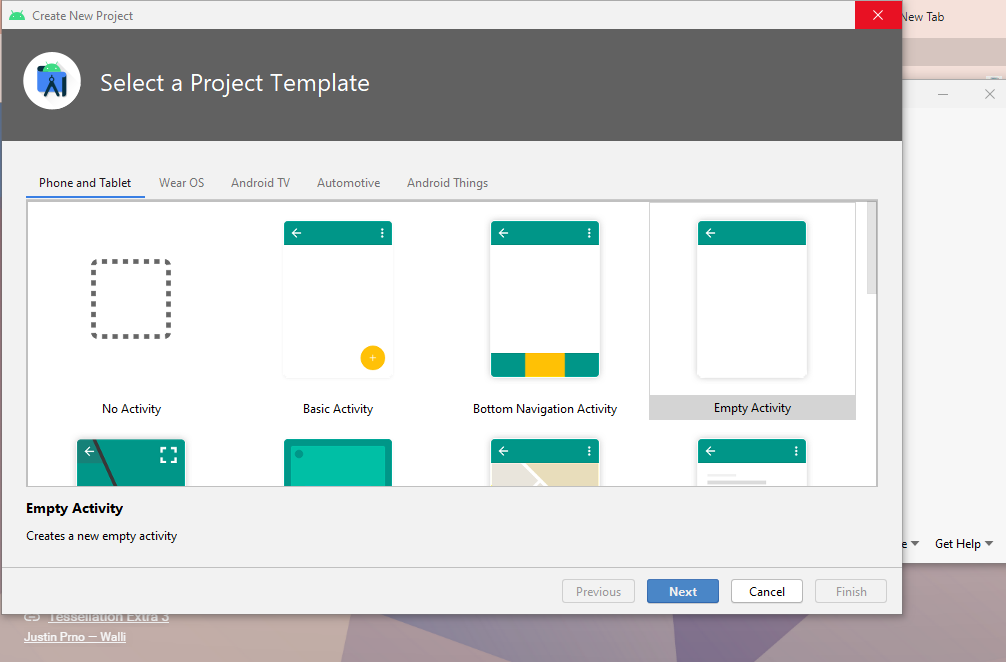 Create New Project
New Tab
Select a Project Template
Phone and Tablet
Wear OS
Android TV
Automotive
Android Things
No Activity
Basic Activity
Bottom Navigation Activity
Empty Activity
Empty Activity
Creates a new empty activity
e
Get Help
Previous
Next
Cancel
Finish
Tessellation Extra 3
Justin Prno — Walli